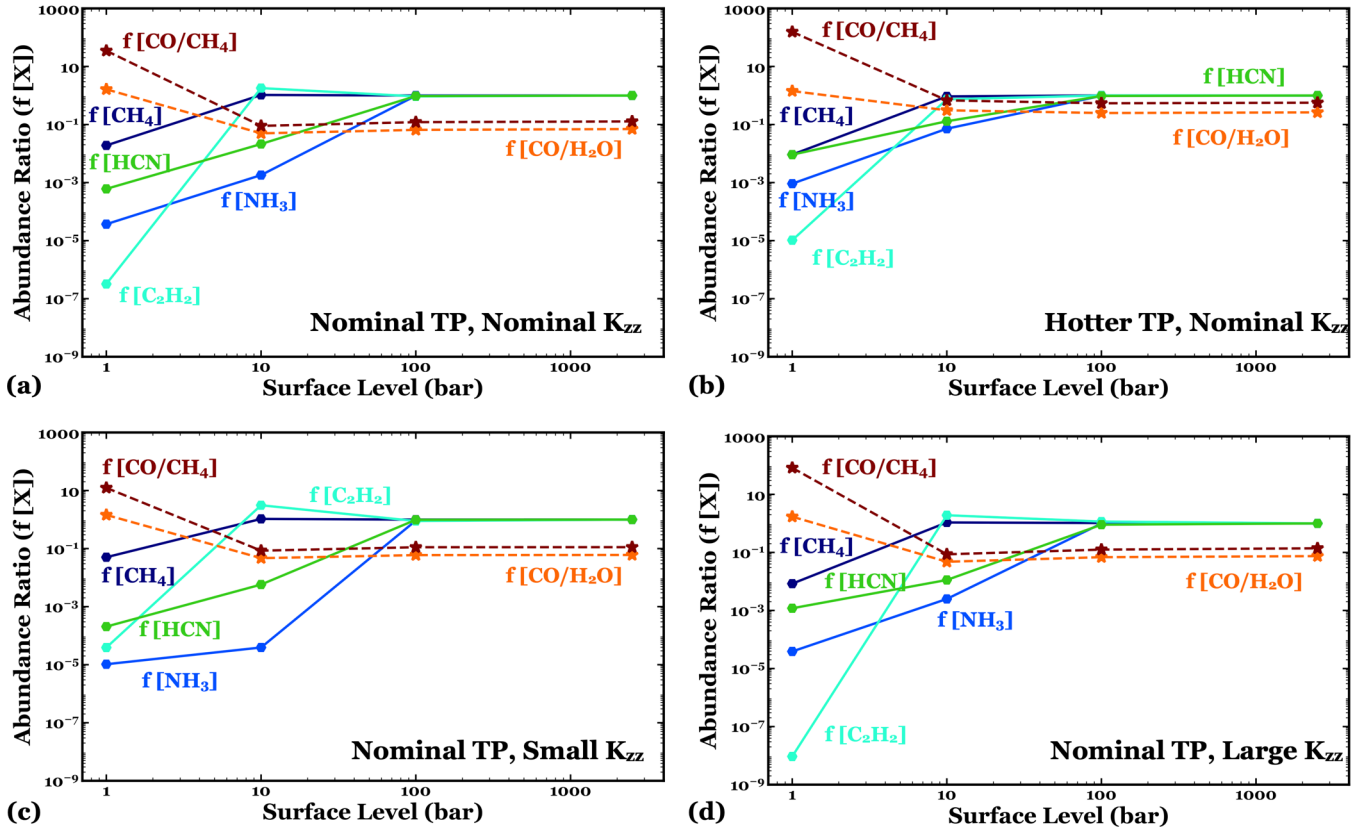 1000
10
10⁻¹
10⁻³
10⁻⁵
10⁻⁷
10⁻⁹
Abundance Ratio (f [X])
f [CO/CH₄]
f [CH₄]
f [HCN]
f [CO/H₂O]
f [NH₃]
f [C₂H₂]
Nominal TP, Nominal Kzz
1 10 100 1000
(a) Surface Level (bar)
1000
10
10⁻¹
10⁻³
10⁻⁵
10⁻⁷
10⁻⁹
Abundance Ratio (f [X])
f [CO/CH₄]
f [HCN]
f [CH₄]
f [CO/H₂O]
f [NH₃]
f [C₂H₂]
Hotter TP, Nominal Kzz
1 10 100 1000
(b) Surface Level (bar)
1000
10
10⁻¹
10⁻³
10⁻⁵
10⁻⁷
10⁻⁹
Abundance Ratio (f [X])
f [CO/CH₄]
f [C₂H₂]
f [CH₄]
f [CO/H₂O]
f [HCN]
f [NH₃]
Nominal TP, Small Kzz
1 10 100 1000
(c) Surface Level (bar)
1000
10
10⁻¹
10⁻³
10⁻⁵
10⁻⁷
10⁻⁹
Abundance Ratio (f [X])
f [CO/CH₄]
f [CH₄]
f [HCN]
f [CO/H₂O]
f [NH₃]
f [C₂H₂]
Nominal TP, Large Kzz
1 10 100 1000
(d) Surface Level (bar)